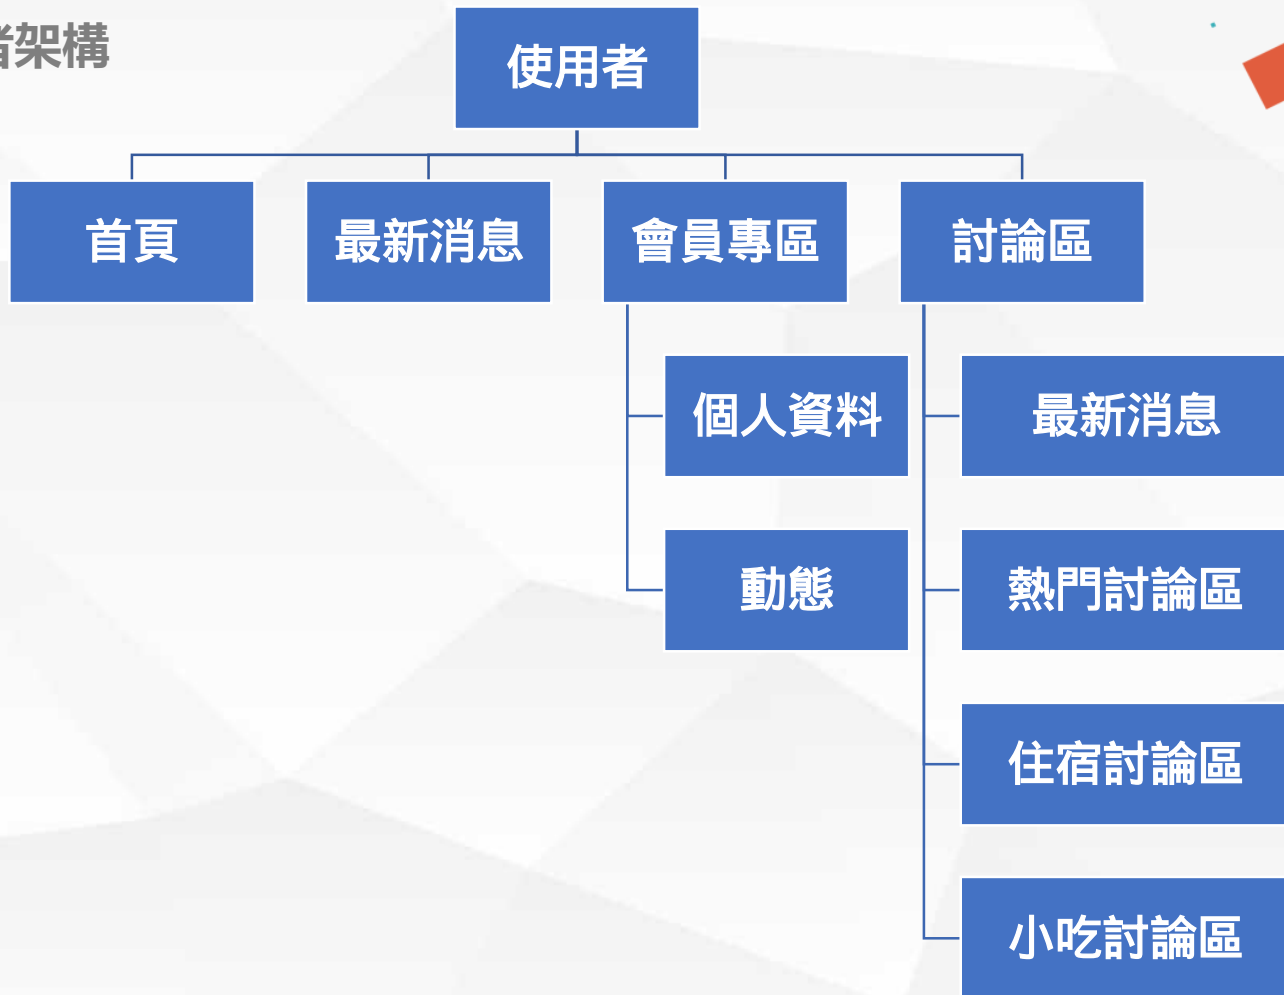 者架構
使用者
首頁
最新消息
會員專區
討論區
個人資料
最新消息
動態
熱門討論區
住宿討論區
小吃討論區